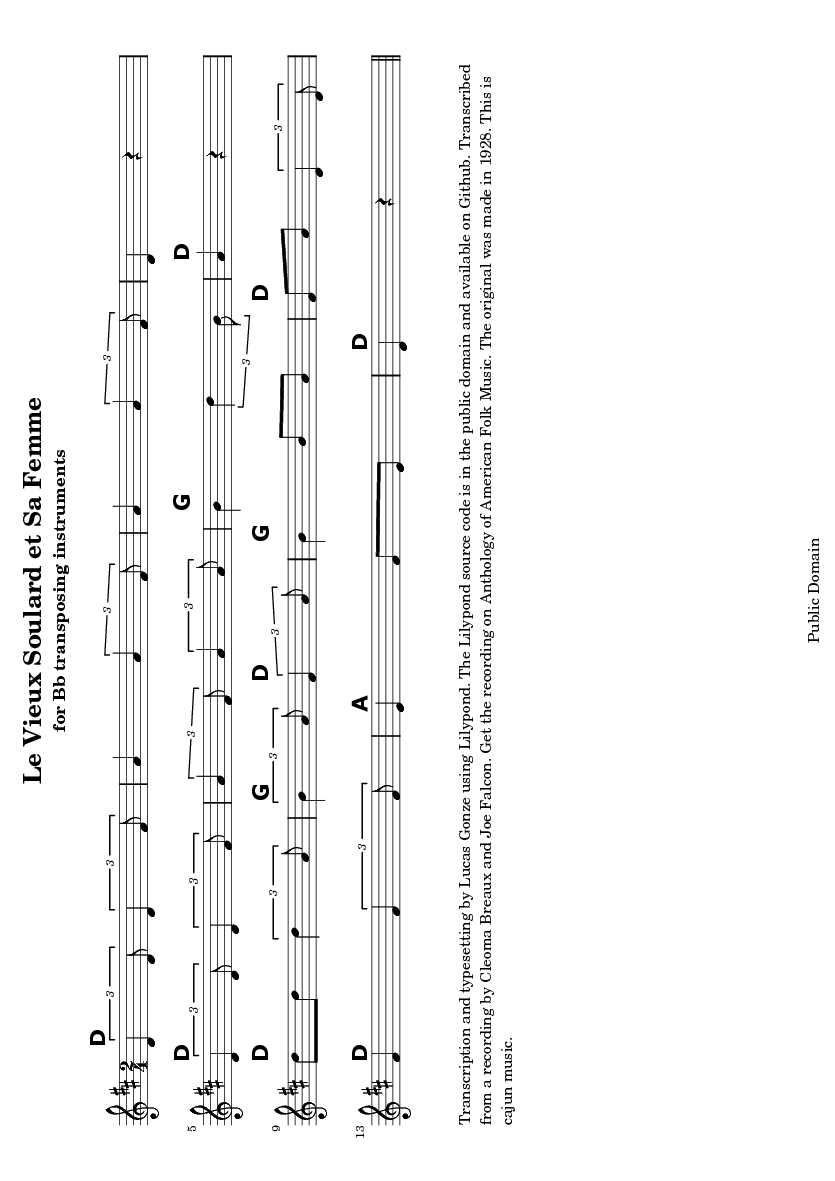 Le Vieux Soulard et Sa Femme
for Bb transposing instruments
D
3
3
3
3
2
4
5
D
3
3
3
3
G
3
D
9
D
3
G
3
D
3
G
D
3
13
D
3
A
D
Transcription and typesetting by Lucas Gonze using Lilypond. The Lilypond source code is in the public domain and available on Github. Transcribed
from a recording by Cleoma Breaux and Joe Falcon. Get the recording on Anthology of American Folk Music. The original was made in 1928. This is
cajun music.
Public Domain